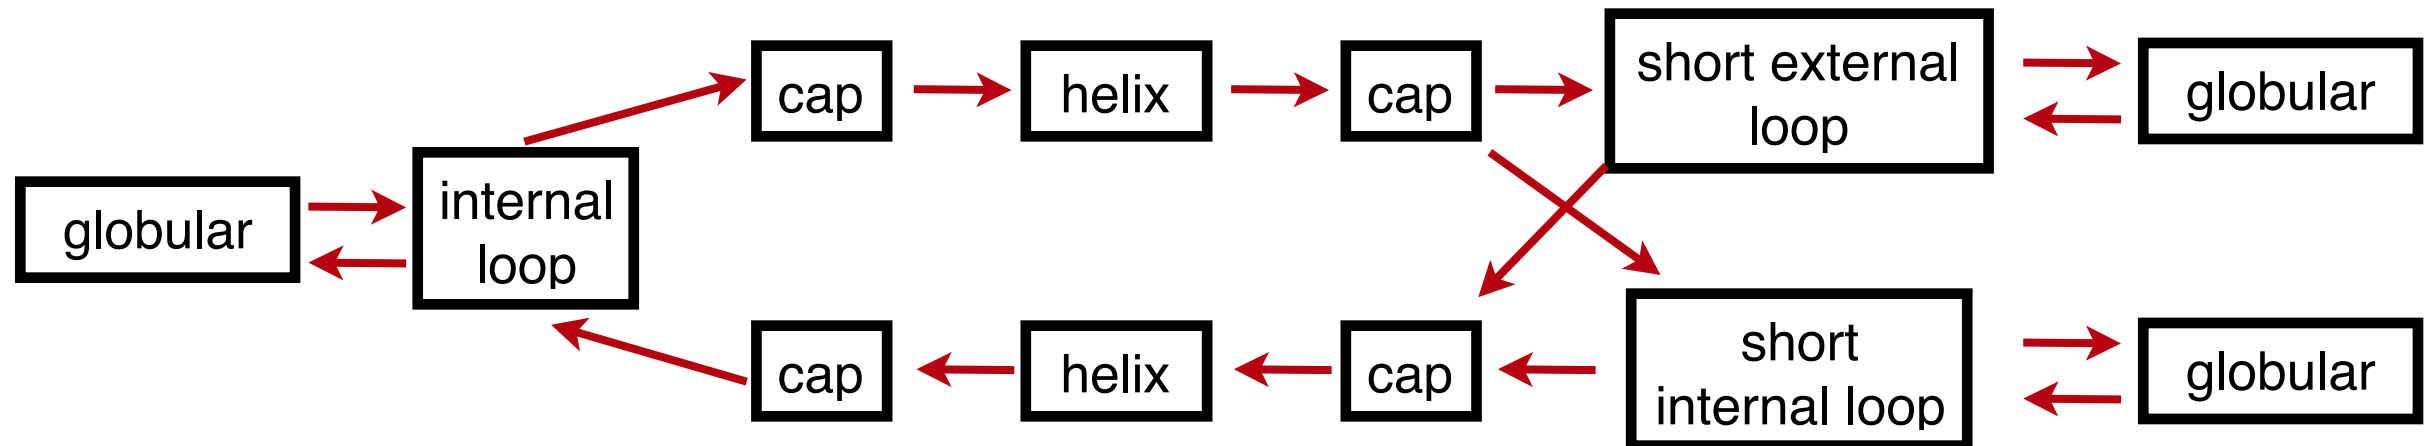 cap
helix
cap
short external
loop
globular
globular
internal
loop
cap
helix
cap
short
internal loop
globular